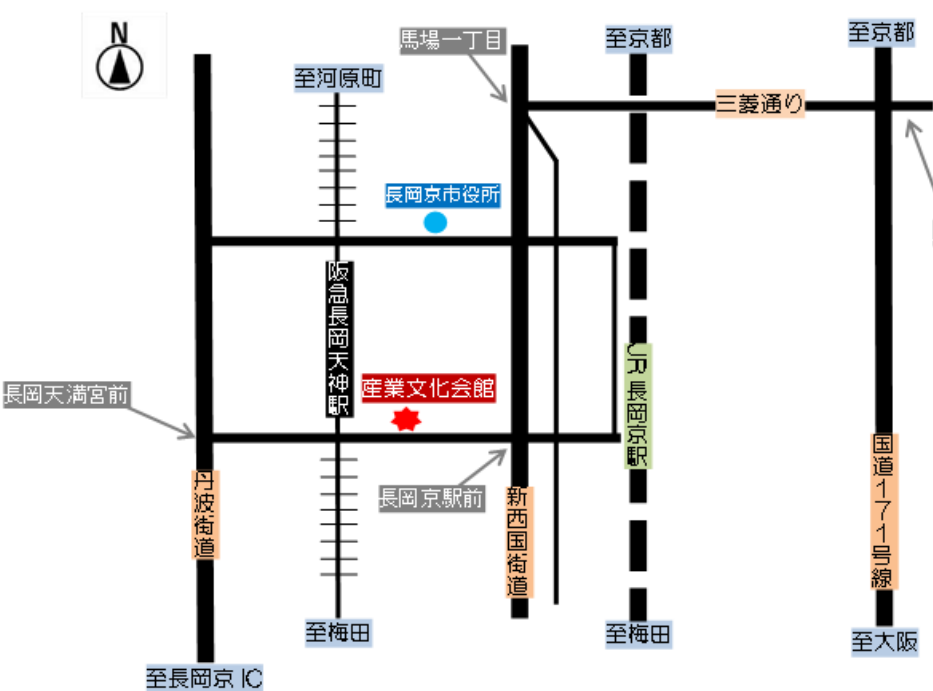 N
馬場一丁目
至京都
至京都
至河原町
三菱通り
長岡京市役所
阪急長岡天神駅
産業文化会館
JR 長岡京駅
長岡天満宮前
国道171号線
丹波街道
長岡京駅前
新西国街道
至梅田
至梅田
至大阪
至長岡京 IC